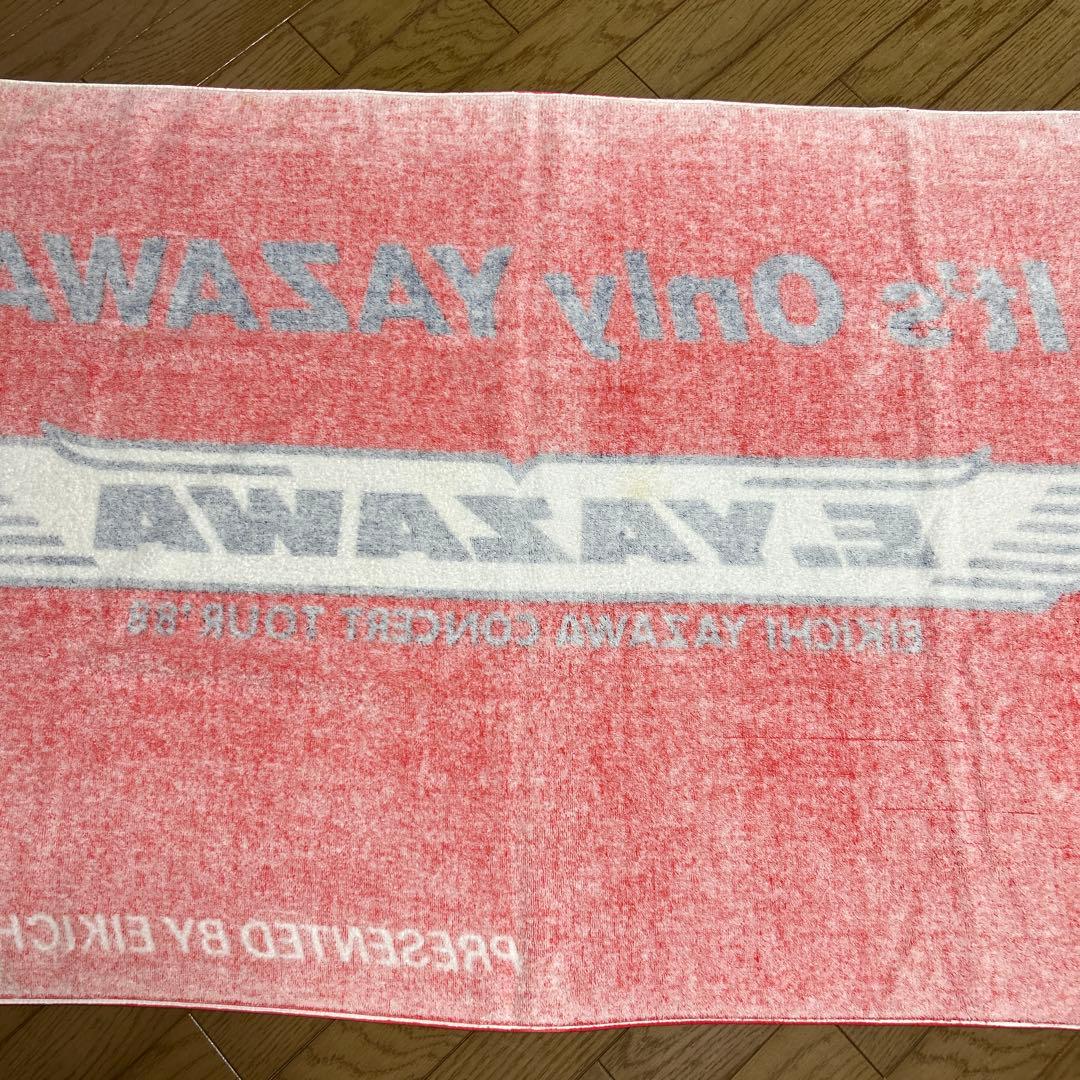 It's Only YAZAWA
E.YAZAWA
EIKICHI YAZAWA CONCERT TOUR '88
PRESENTED BY EIKICH